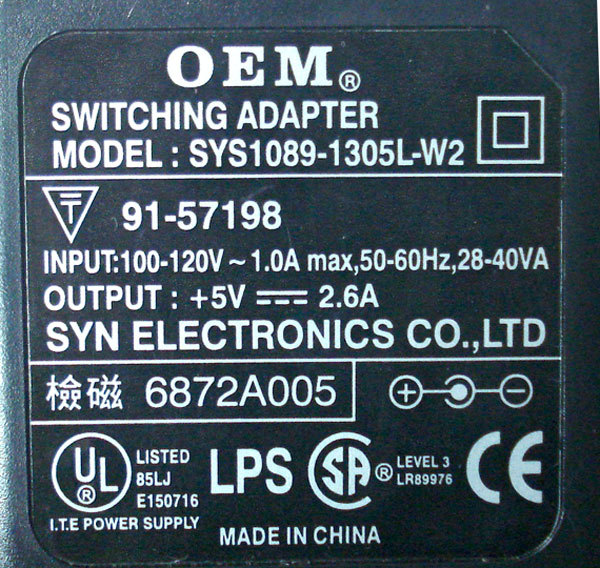 OEM®
SWITCHING ADAPTER
MODEL : SYS1089-1305L-W2
〒 91-57198
INPUT:100-120V ~ 1.0A max,50-60Hz,28-40VA
OUTPUT : +5V ⎓ 2.6A
SYN ELECTRONICS CO.,LTD
檢磁 6872A005
UL® LISTED
85LJ
E150716
I.T.E POWER SUPPLY
LPS
SA® LEVEL 3
LR89976
CE
MADE IN CHINA